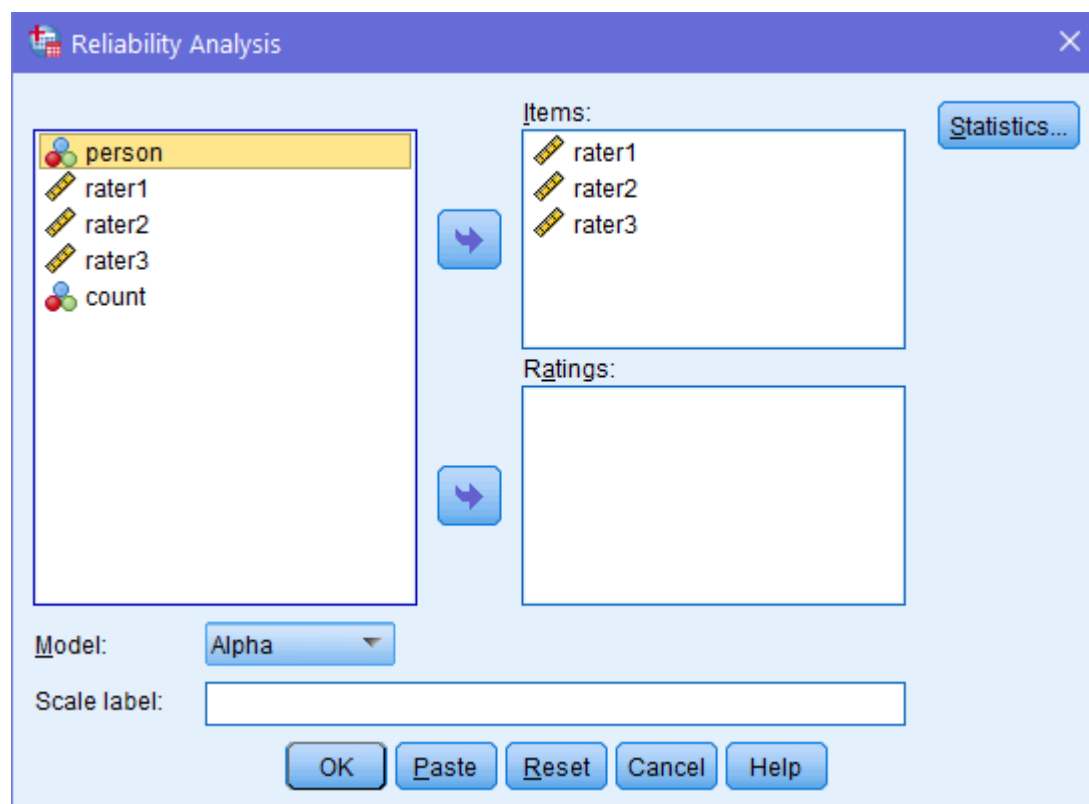 Reliability Analysis
Items:
Statistics...
person
rater1
rater2
rater3
count
rater1
rater2
rater3
Ratings:
Model:
Alpha
Scale label:
OK
Paste
Reset
Cancel
Help